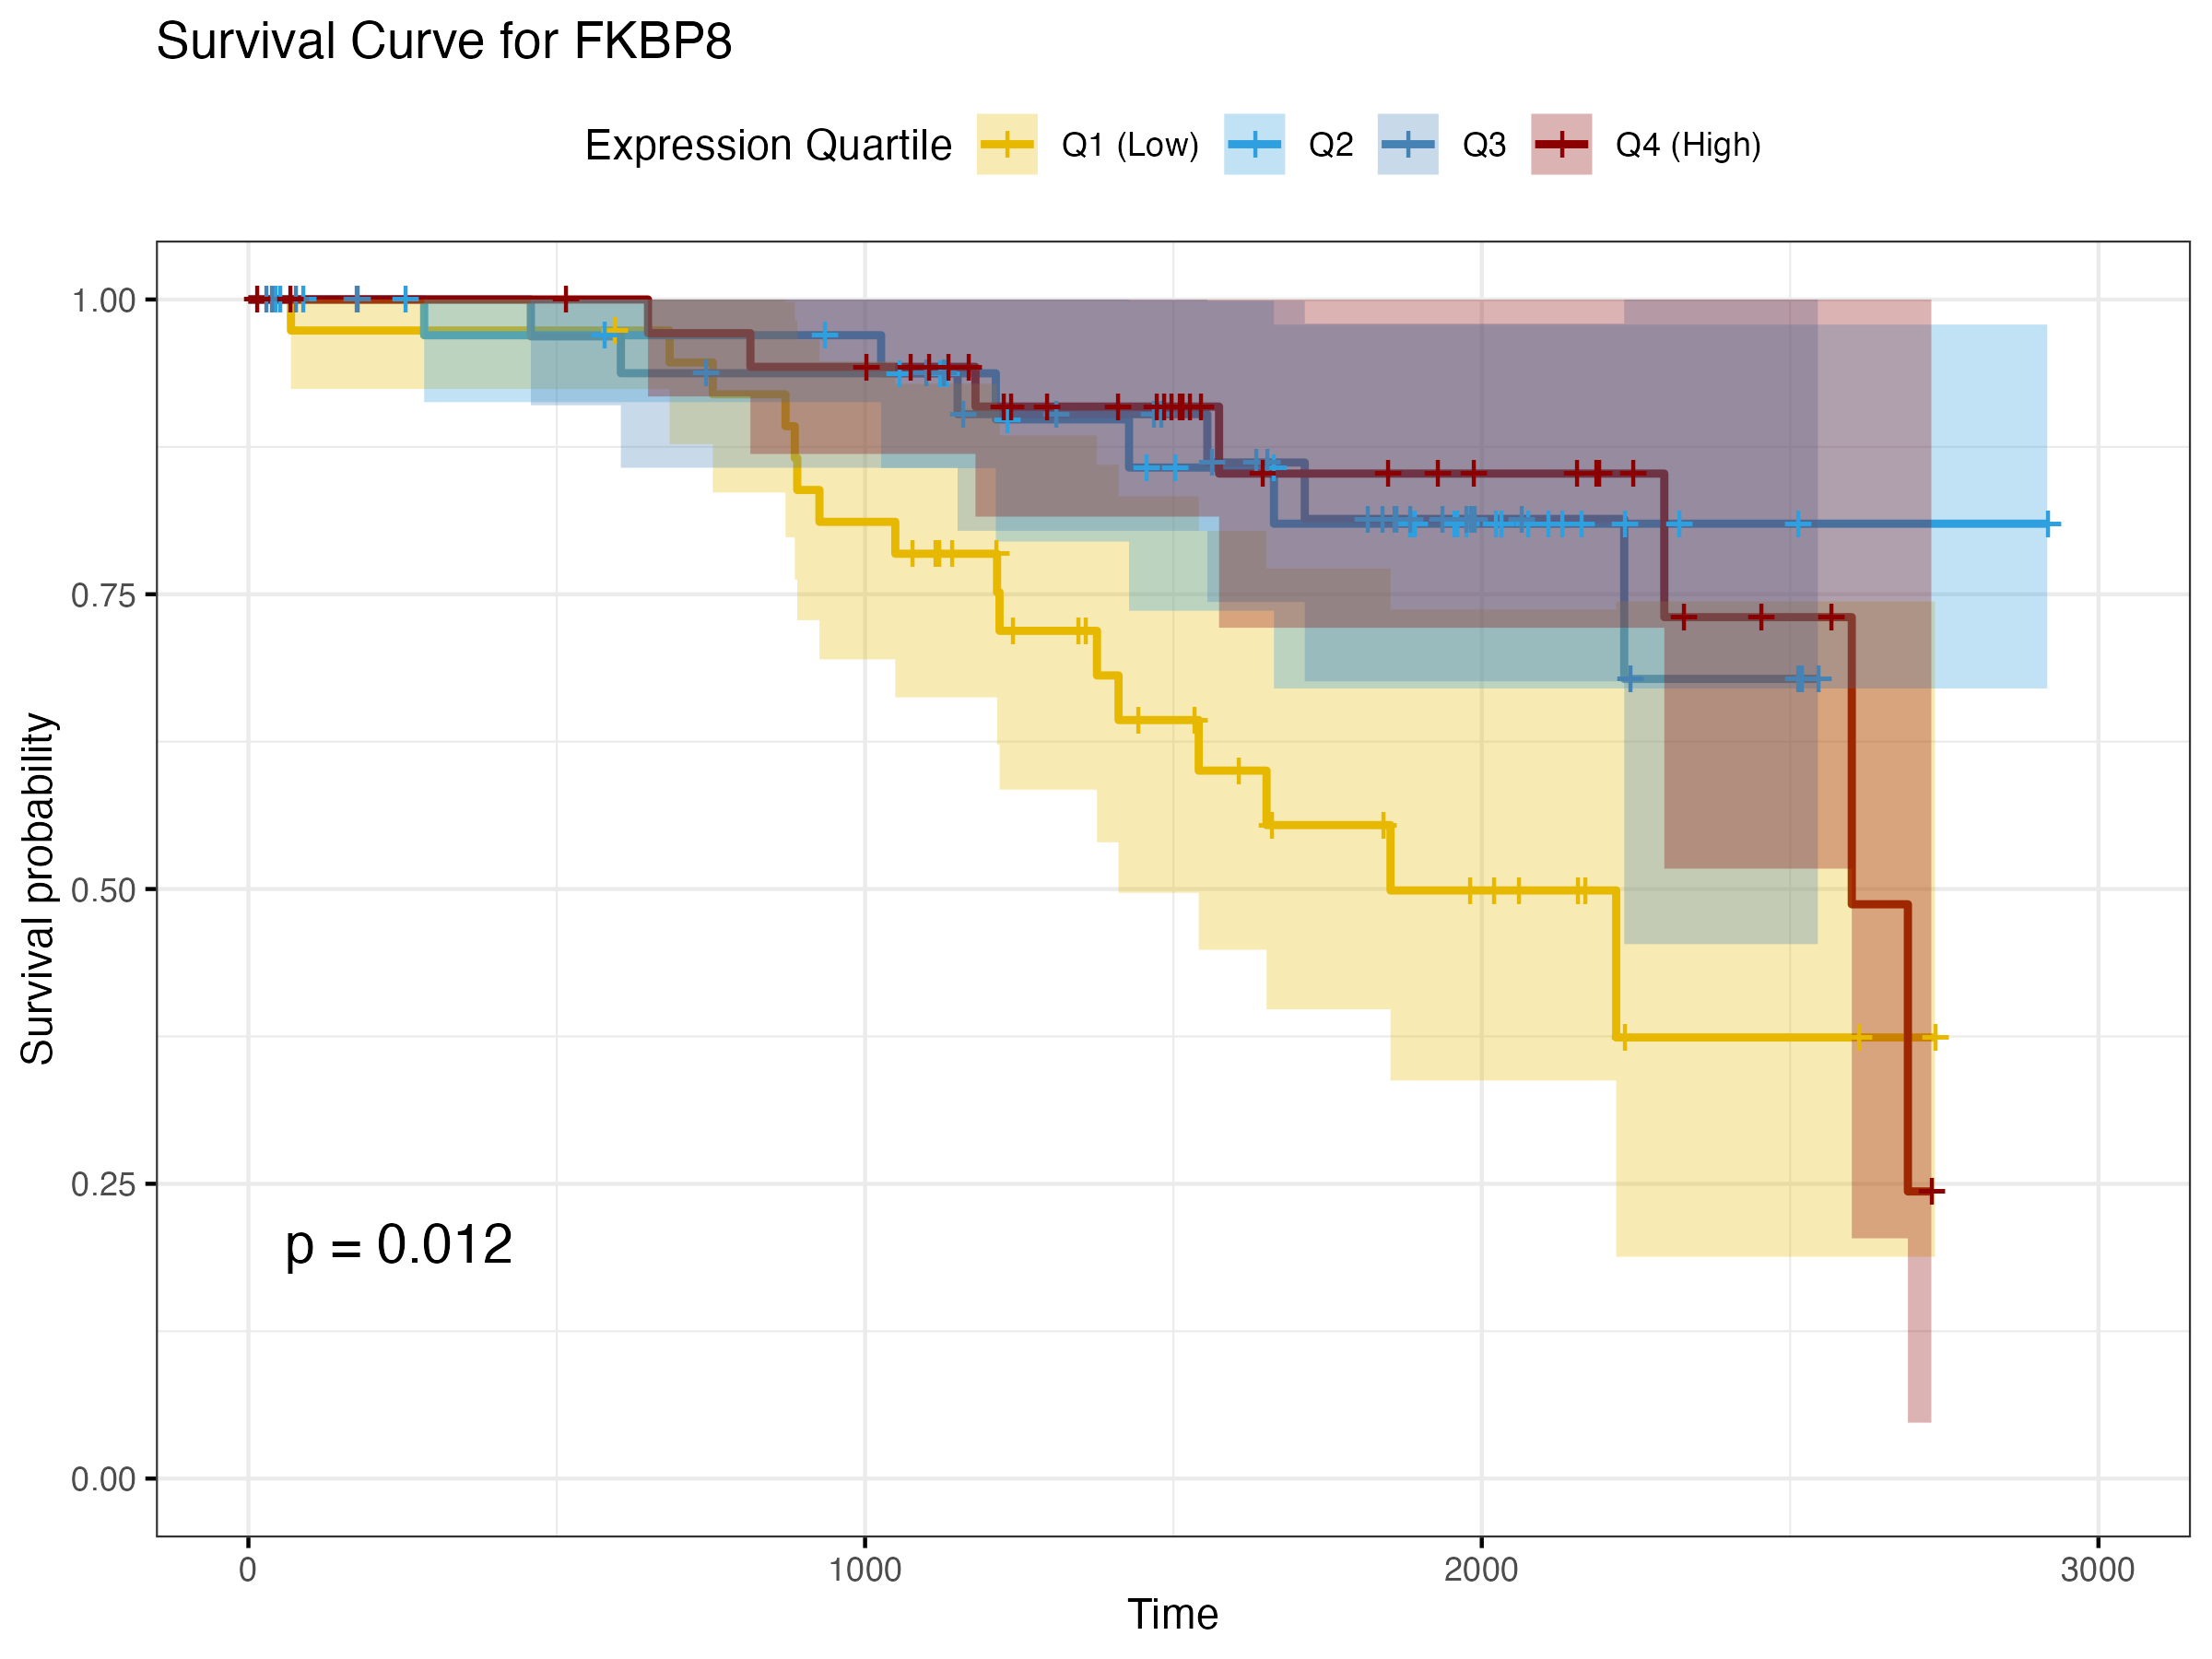 Survival Curve for FKBP8
Expression Quartile Q1 (Low) Q2 Q3 Q4 (High)
Survival probability
1.00
0.75
0.50
0.25
0.00
p = 0.012
0 1000 2000 3000
Time